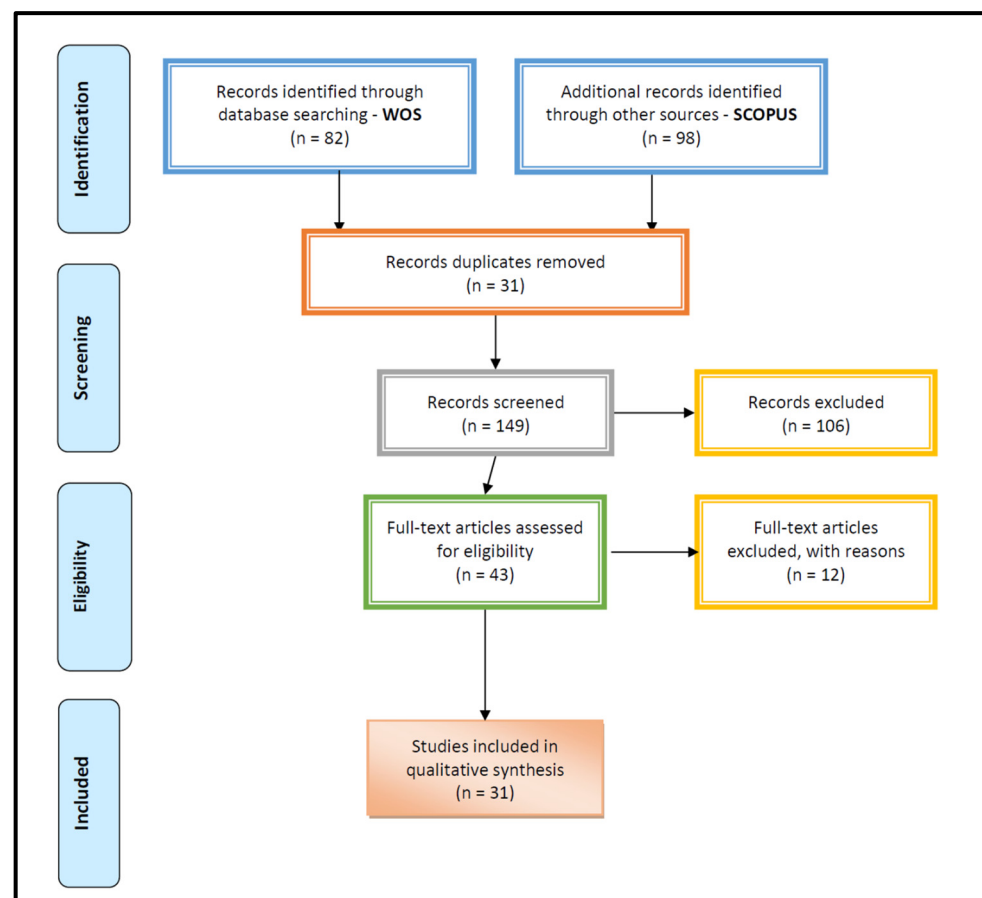 Identification
Records identified through
database searching - WOS
(n = 82)
Additional records identified
through other sources - SCOPUS
(n = 98)
Records duplicates removed
(n = 31)
Screening
Records screened
(n = 149)
Records excluded
(n = 106)
Eligibility
Full-text articles assessed
for eligibility
(n = 43)
Full-text articles
excluded, with reasons
(n = 12)
Included
Studies included in
qualitative synthesis
(n = 31)